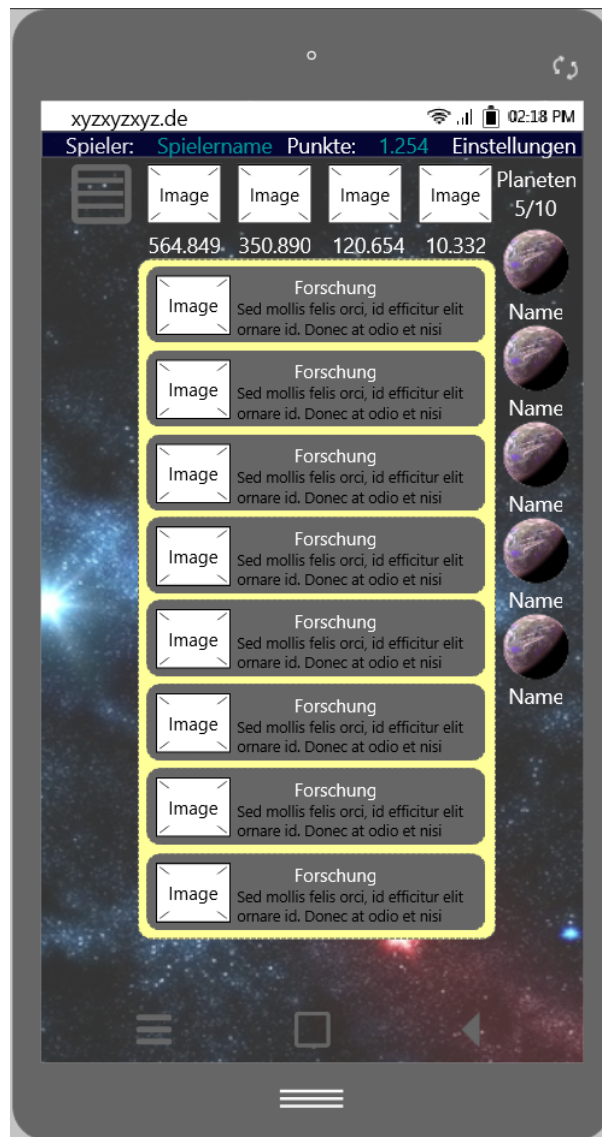 xyzxyzxyz.de 02:18 PM
Spieler: Spielername Punkte: 1.254 Einstellungen
Image Image Image Image Planeten
5/10
564.849 350.890 120.654 10.332
Image Forschung
Sed mollis felis orci, id efficitur elit
ornare id. Donec at odio et nisi
Name
Image Forschung
Sed mollis felis orci, id efficitur elit
ornare id. Donec at odio et nisi
Name
Image Forschung
Sed mollis felis orci, id efficitur elit
ornare id. Donec at odio et nisi
Name
Image Forschung
Sed mollis felis orci, id efficitur elit
ornare id. Donec at odio et nisi
Name
Image Forschung
Sed mollis felis orci, id efficitur elit
ornare id. Donec at odio et nisi
Name
Image Forschung
Sed mollis felis orci, id efficitur elit
ornare id. Donec at odio et nisi
Image Forschung
Sed mollis felis orci, id efficitur elit
ornare id. Donec at odio et nisi
Image Forschung
Sed mollis felis orci, id efficitur elit
ornare id. Donec at odio et nisi